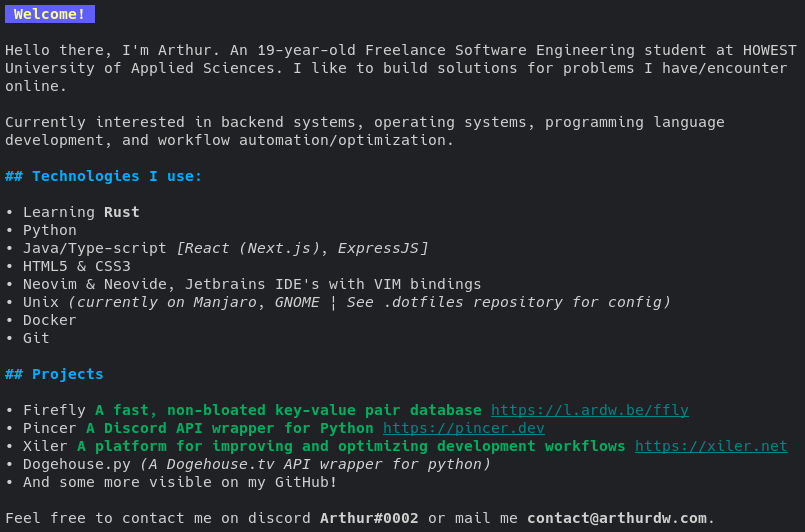 Welcome!
Hello there, I'm Arthur. An 19-year-old Freelance Software Engineering student at HOWEST
University of Applied Sciences. I like to build solutions for problems I have/encounter
online.
Currently interested in backend systems, operating systems, programming language
development, and workflow automation/optimization.
## Technologies I use:
• Learning Rust
• Python
• Java/Type-script [React (Next.js), ExpressJS]
• HTML5 & CSS3
• Neovim & Neovide, Jetbrains IDE's with VIM bindings
• Unix (currently on Manjaro, GNOME ¦ See .dotfiles repository for config)
• Docker
• Git
## Projects
• Firefly A fast, non-bloated key-value pair database https://l.ardw.be/ffly
• Pincer A Discord API wrapper for Python https://pincer.dev
• Xiler A platform for improving and optimizing development workflows https://xiler.net
• Dogehouse.py (A Dogehouse.tv API wrapper for python)
• And some more visible on my GitHub!
Feel free to contact me on discord Arthur#0002 or mail me contact@arthurdw.com.